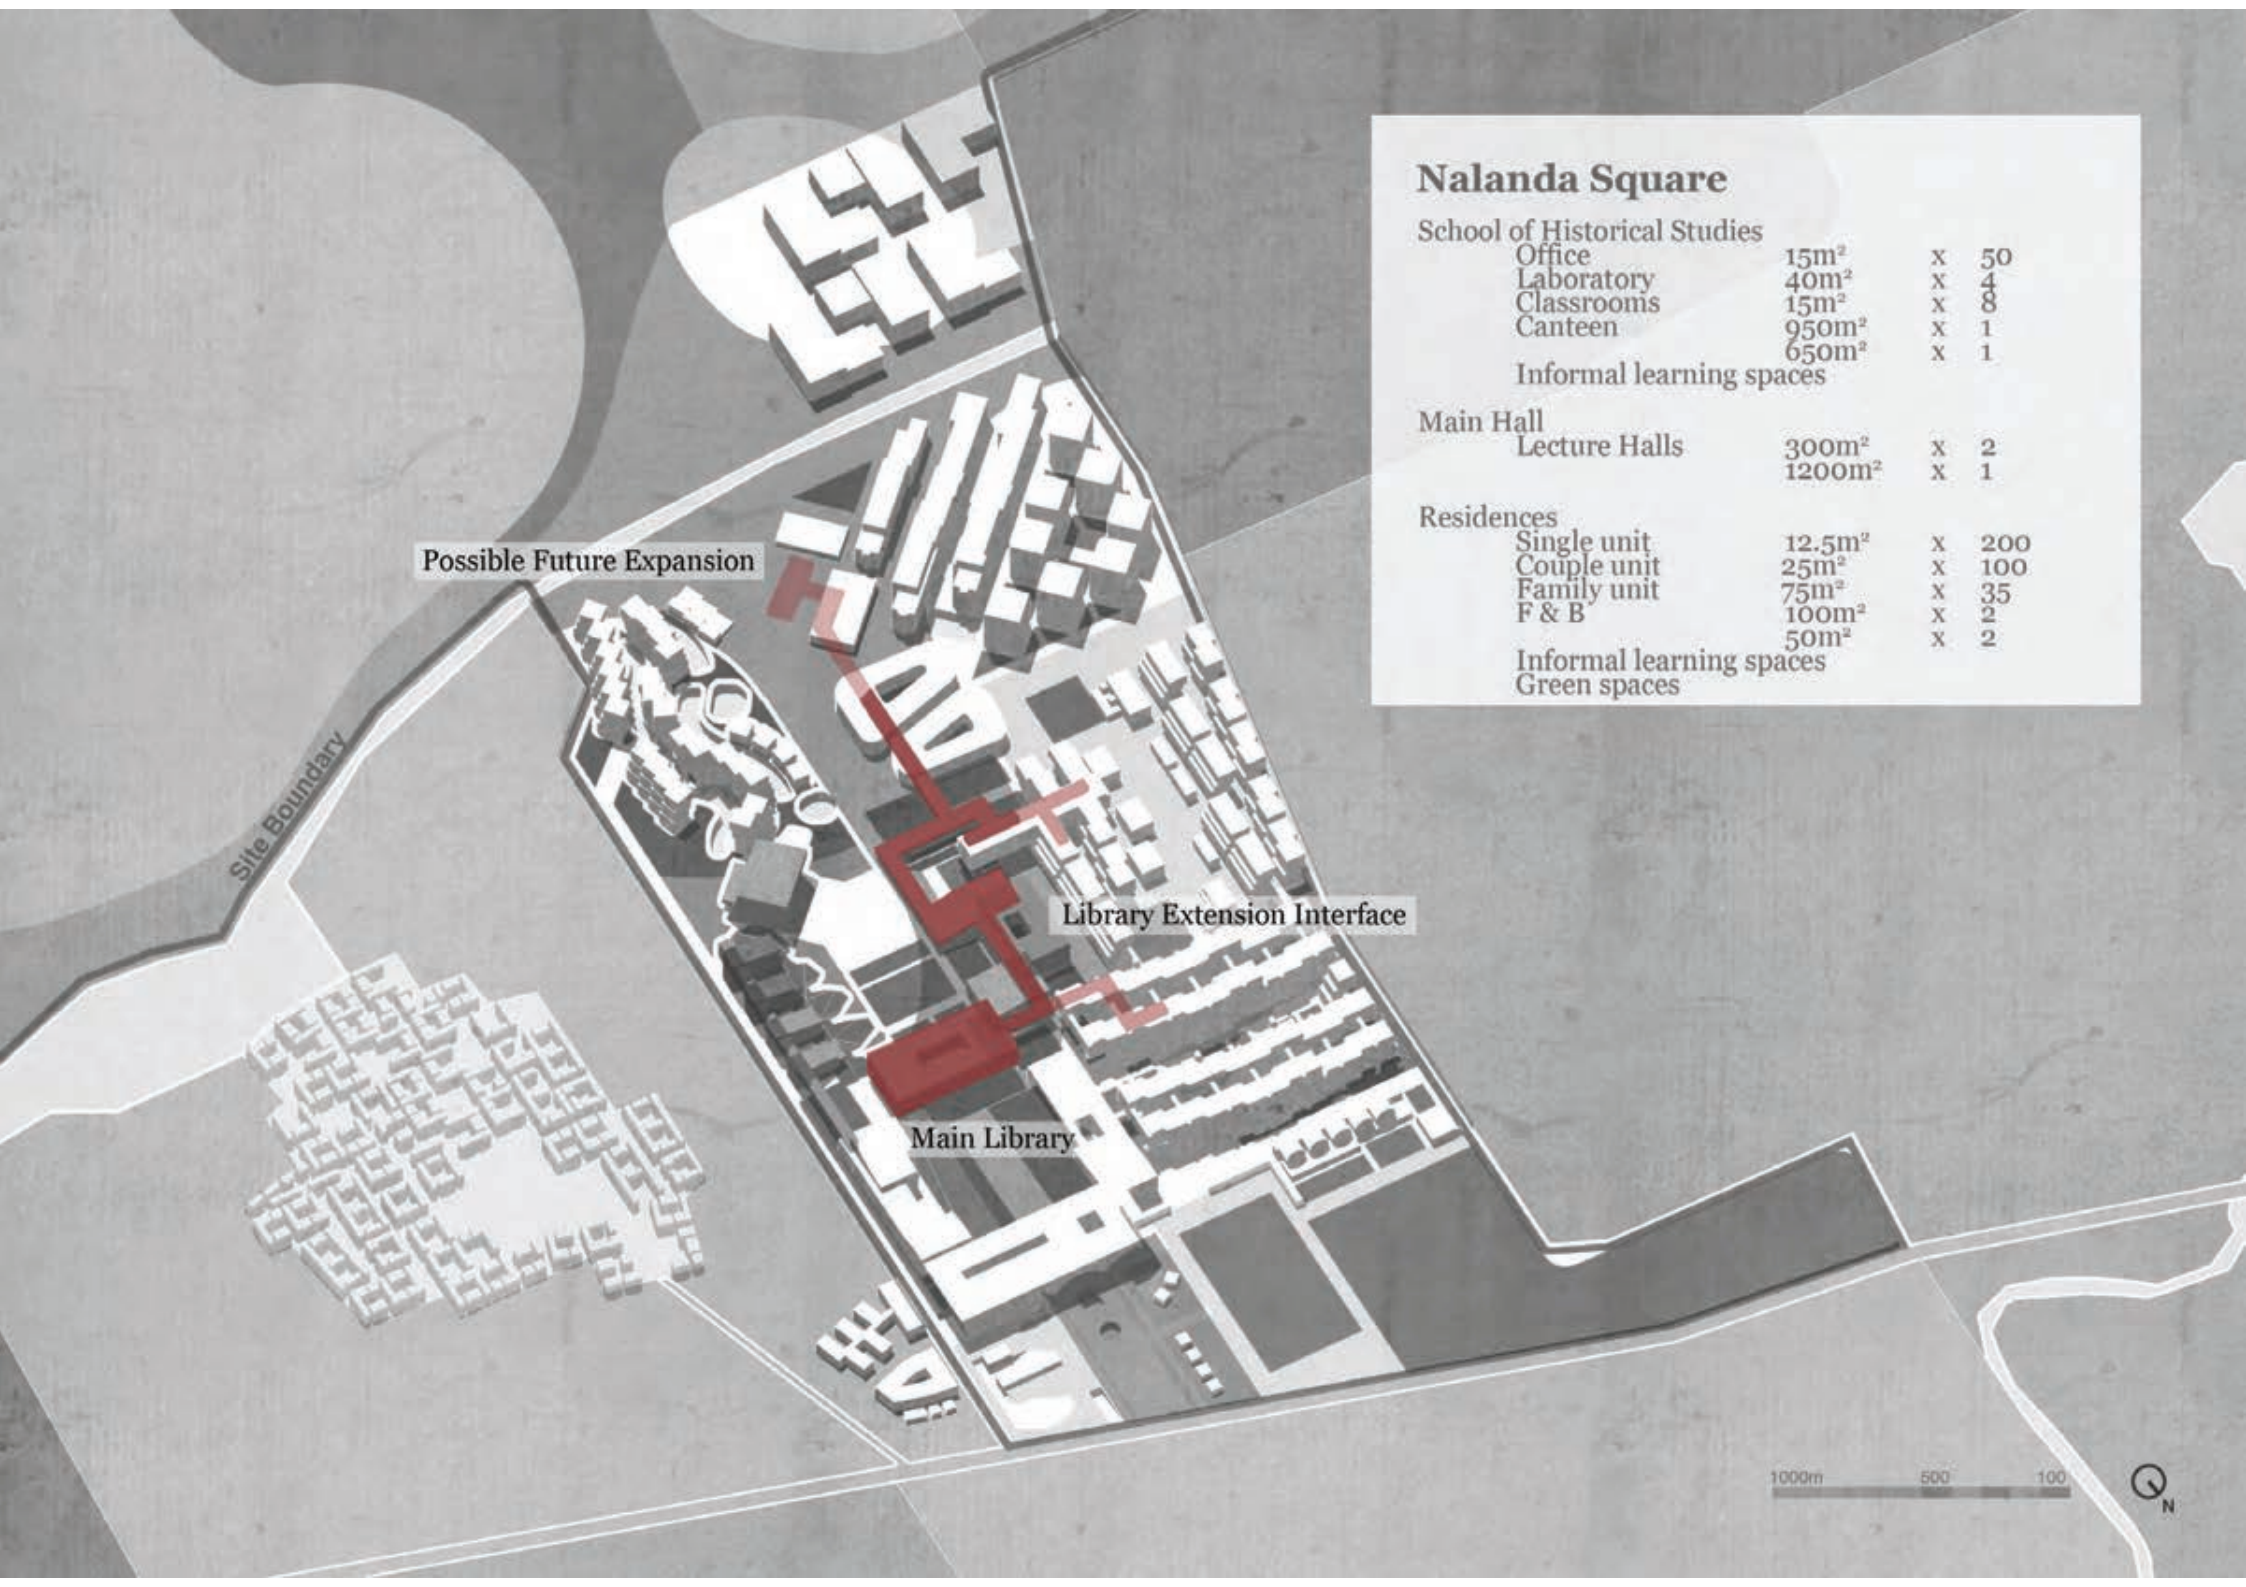 Nalanda Square
School of Historical Studies
Office 15m² x 50
Laboratory 40m² x 4
Classrooms 15m² x 8
Canteen 950m² x 1
650m² x 1
Informal learning spaces
Main Hall
Lecture Halls 300m² x 2
1200m² x 1
Residences
Single unit 12.5m² x 200
Couple unit 25m² x 100
Family unit 75m² x 35
F & B 100m² x 2
50m² x 2
Informal learning spaces
Green spaces
Possible Future Expansion
Site Boundary
Library Extension Interface
Main Library
1000m 500 100
N